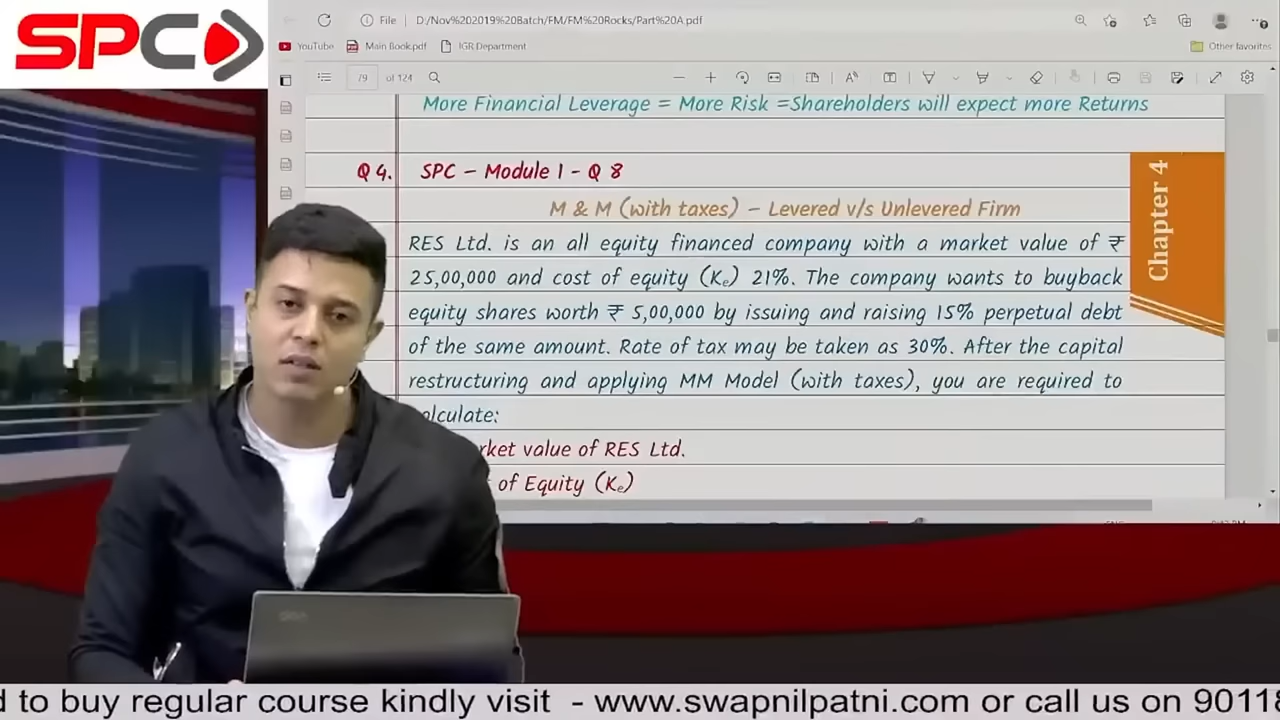 SPC
File
D:/Nov%202019%20Batch/FM/FM%20Rocks/Part%20A.pdf
YouTube
Main Book.pdf
IGR Department
Other favorites
79 of 124
More Financial Leverage = More Risk =Shareholders will expect more Returns
Q 4. SPC – Module 1 - Q 8
M & M (with taxes) – Levered v/s Unlevered Firm
RES Ltd. is an all equity financed company with a market value of ₹
25,00,000 and cost of equity (Kₑ) 21%. The company wants to buyback
equity shares worth ₹ 5,00,000 by issuing and raising 15% perpetual debt
of the same amount. Rate of tax may be taken as 30%. After the capital
restructuring and applying MM Model (with taxes), you are required to
alculate:
rket value of RES Ltd.
of Equity (Kₑ)
Chapter 4
d to buy regular course kindly visit - www.swapnilpatni.com or call us on 90118